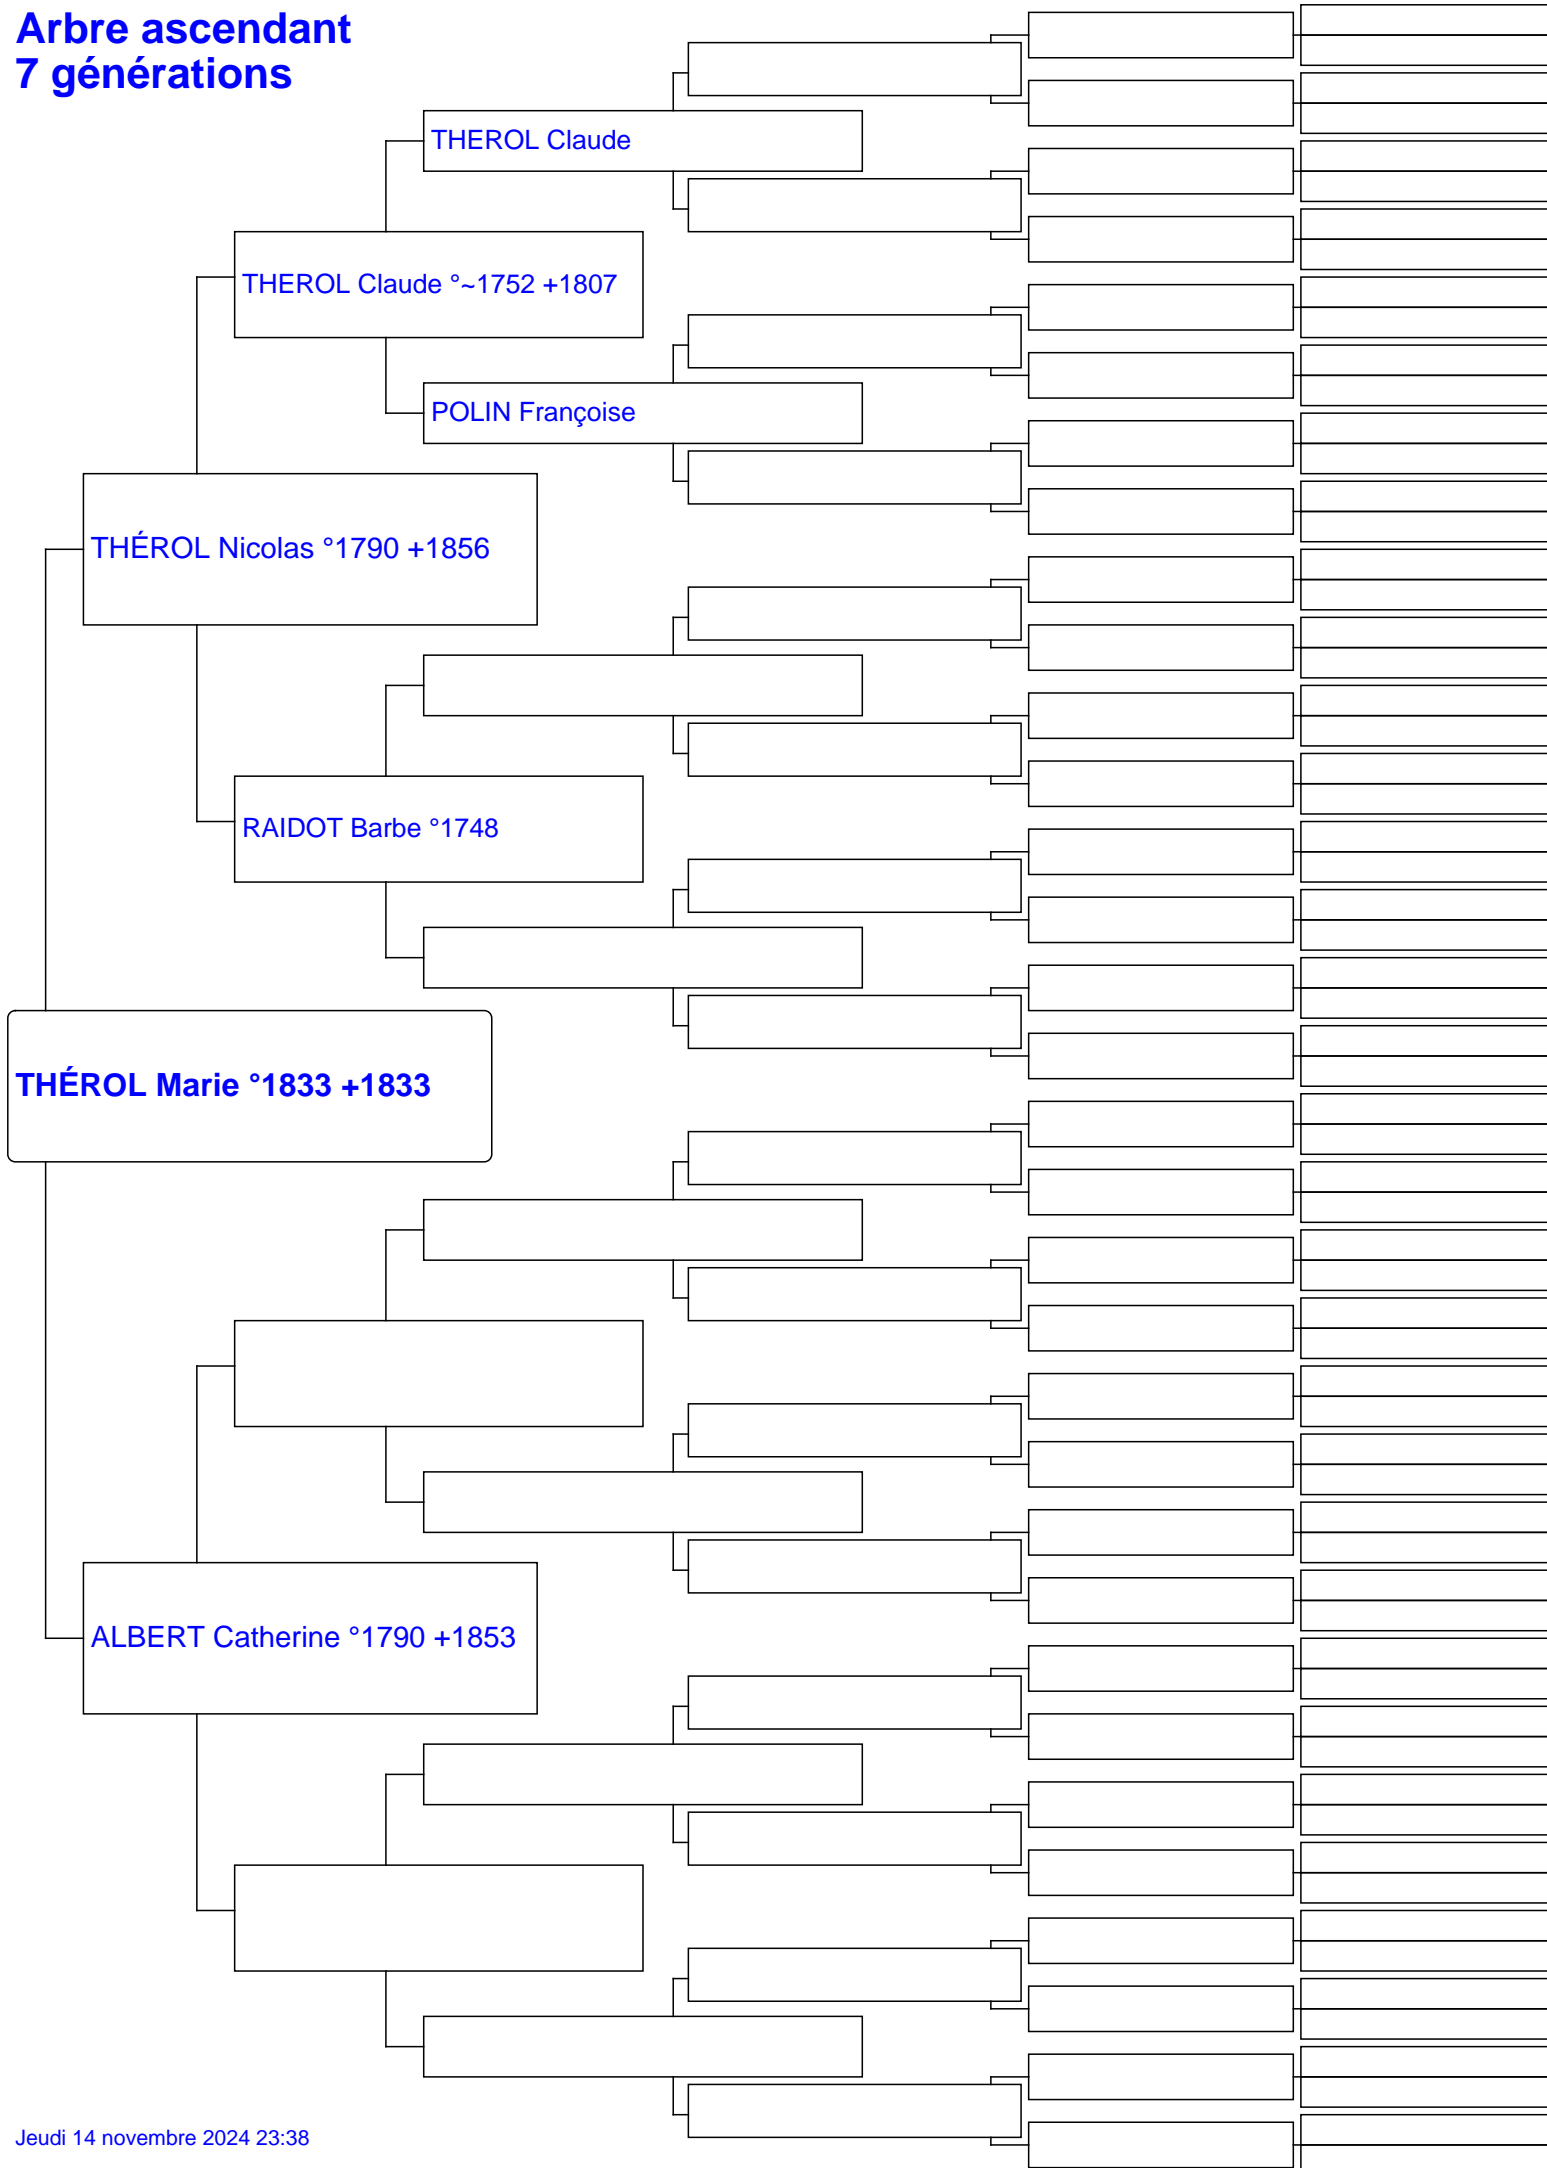 Arbre ascendant
7 générations
THEROL Claude
THEROL Claude °~1752 +1807
POLIN Françoise
THÉROL Nicolas °1790 +1856
RAIDOT Barbe °1748
THÉROL Marie °1833 +1833
ALBERT Catherine °1790 +1853
Jeudi 14 novembre 2024 23:38